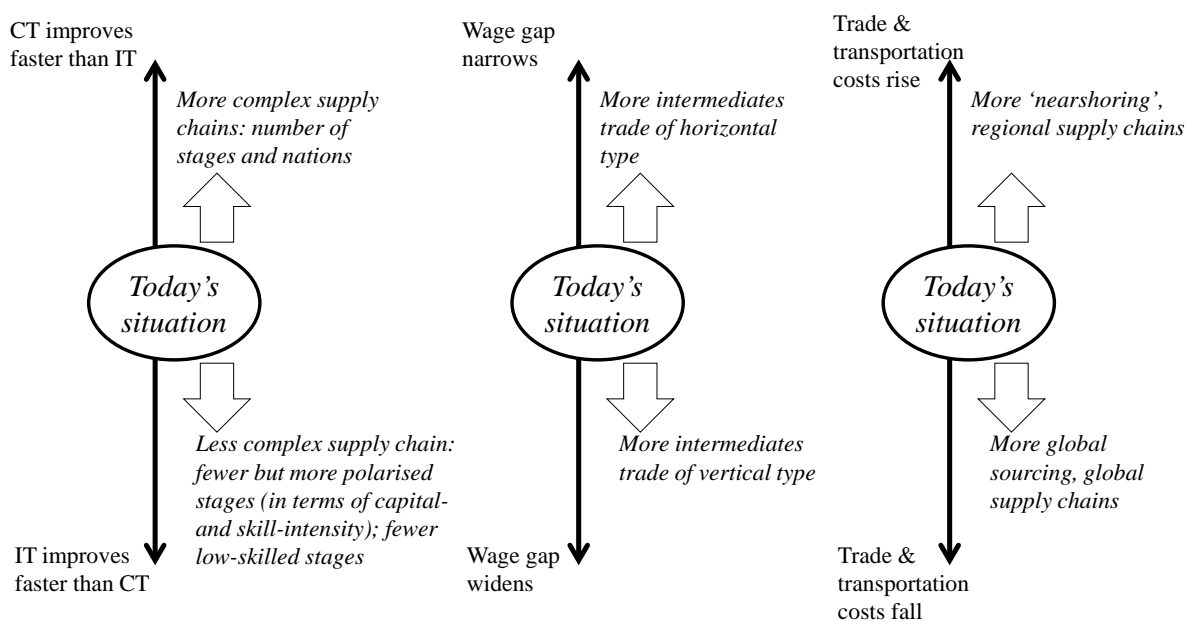 CT improves
faster than IT
More complex supply
chains: number of
stages and nations
Today's
situation
Less complex supply chain:
fewer but more polarised
stages (in terms of capital-
and skill-intensity); fewer
low-skilled stages
IT improves
faster than CT
Wage gap
narrows
More intermediates
trade of horizontal
type
Today's
situation
More intermediates
trade of vertical type
Wage gap
widens
Trade &
transportation
costs rise
More ‘nearshoring’,
regional supply chains
Today's
situation
More global
sourcing, global
supply chains
Trade &
transportation
costs fall